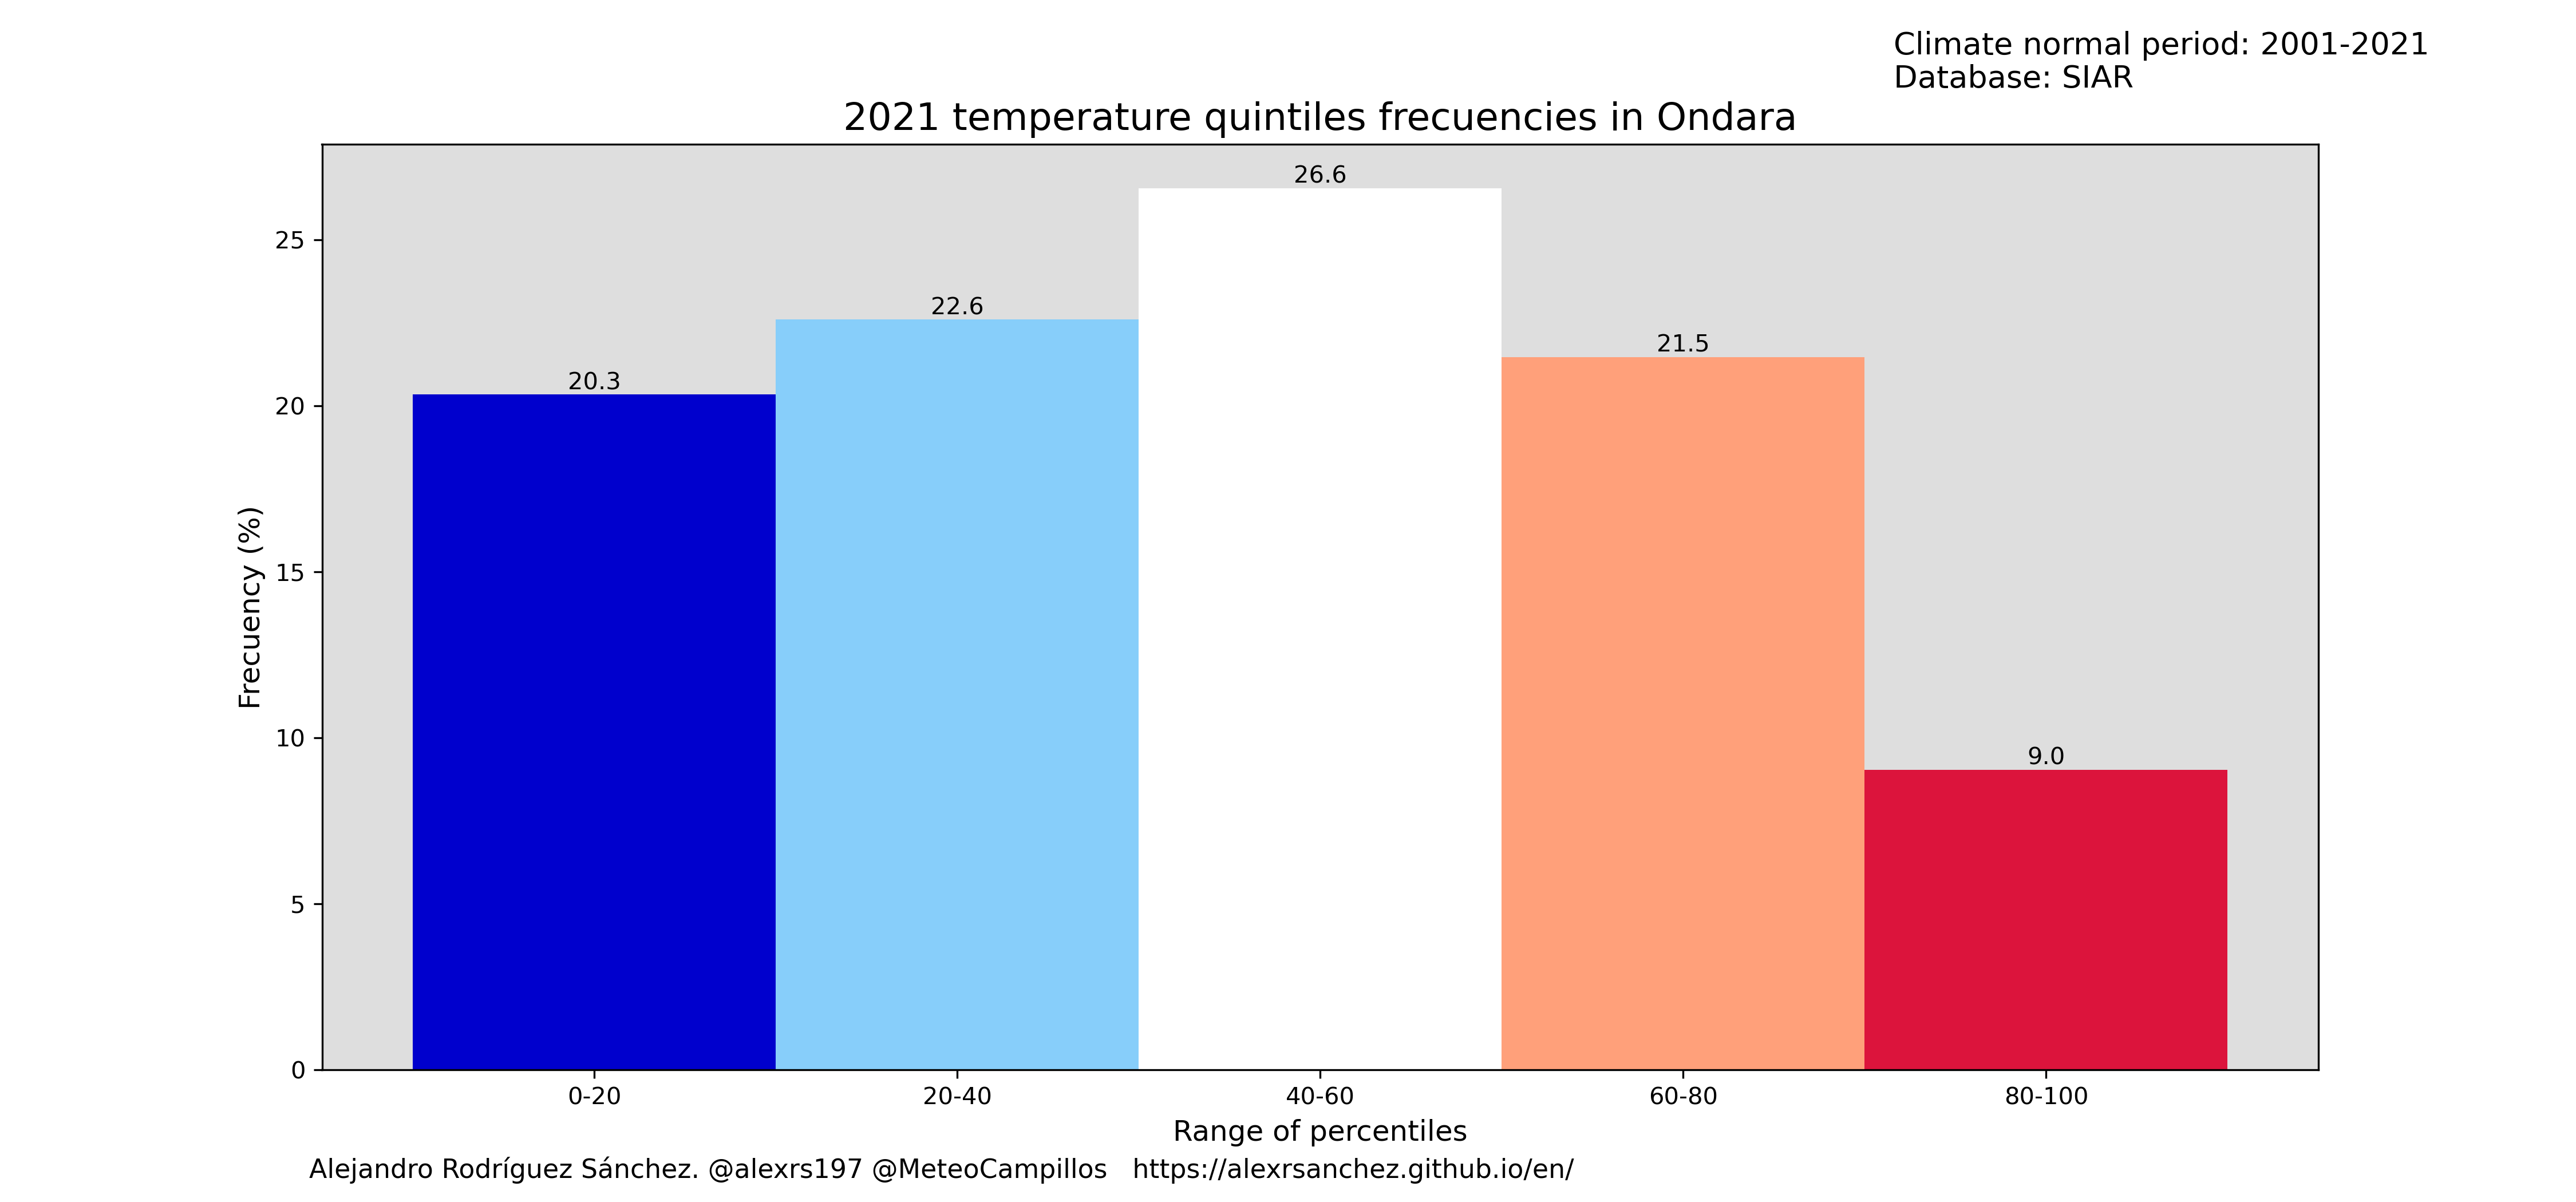 Climate normal period: 2001-2021
Database: SIAR
2021 temperature quintiles frecuencies in Ondara
26.6
25
22.6
21.5
20.3
20
Frecuency (%)
15
10
9.0
5
0
0-20 20-40 40-60 60-80 80-100
Range of percentiles
Alejandro Rodríguez Sánchez. @alexrs197 @MeteoCampillos https://alexrsanchez.github.io/en/